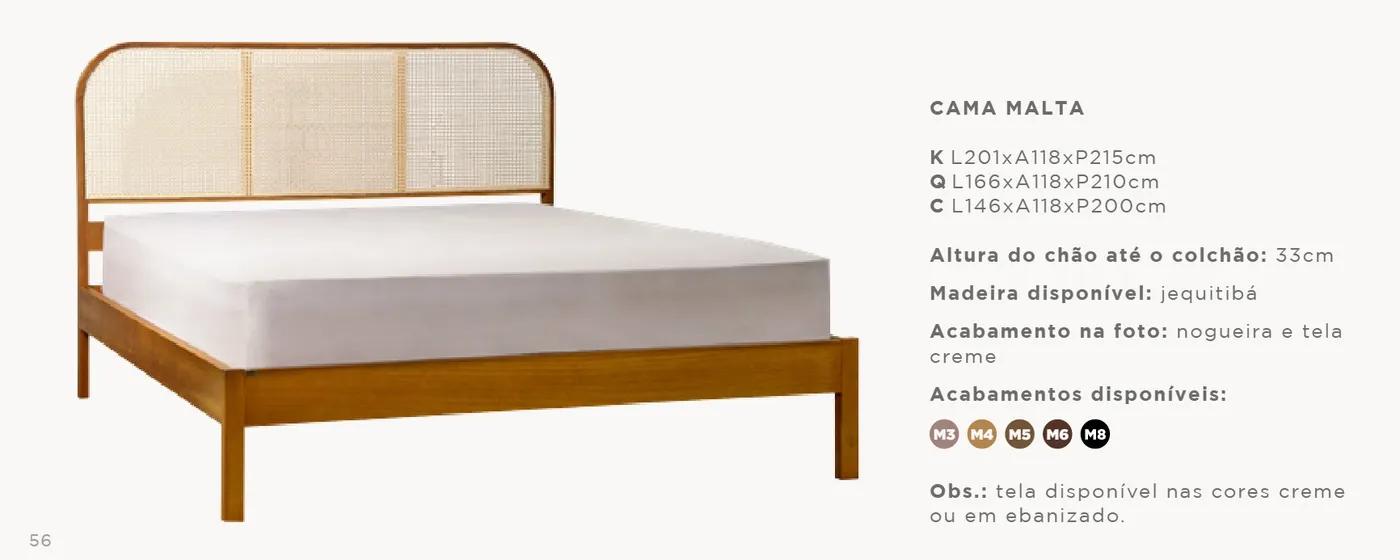 CAMA MALTA
K L201xA118xP215cm
Q L166xA118xP210cm
C L146xA118xP200cm
Altura do chão até o colchão: 33cm
Madeira disponível: jequitibá
Acabamento na foto: nogueira e tela
creme
Acabamentos disponíveis:
M3 M4 M5 M6 M8
Obs.: tela disponível nas cores creme
ou em ebanizado.
56